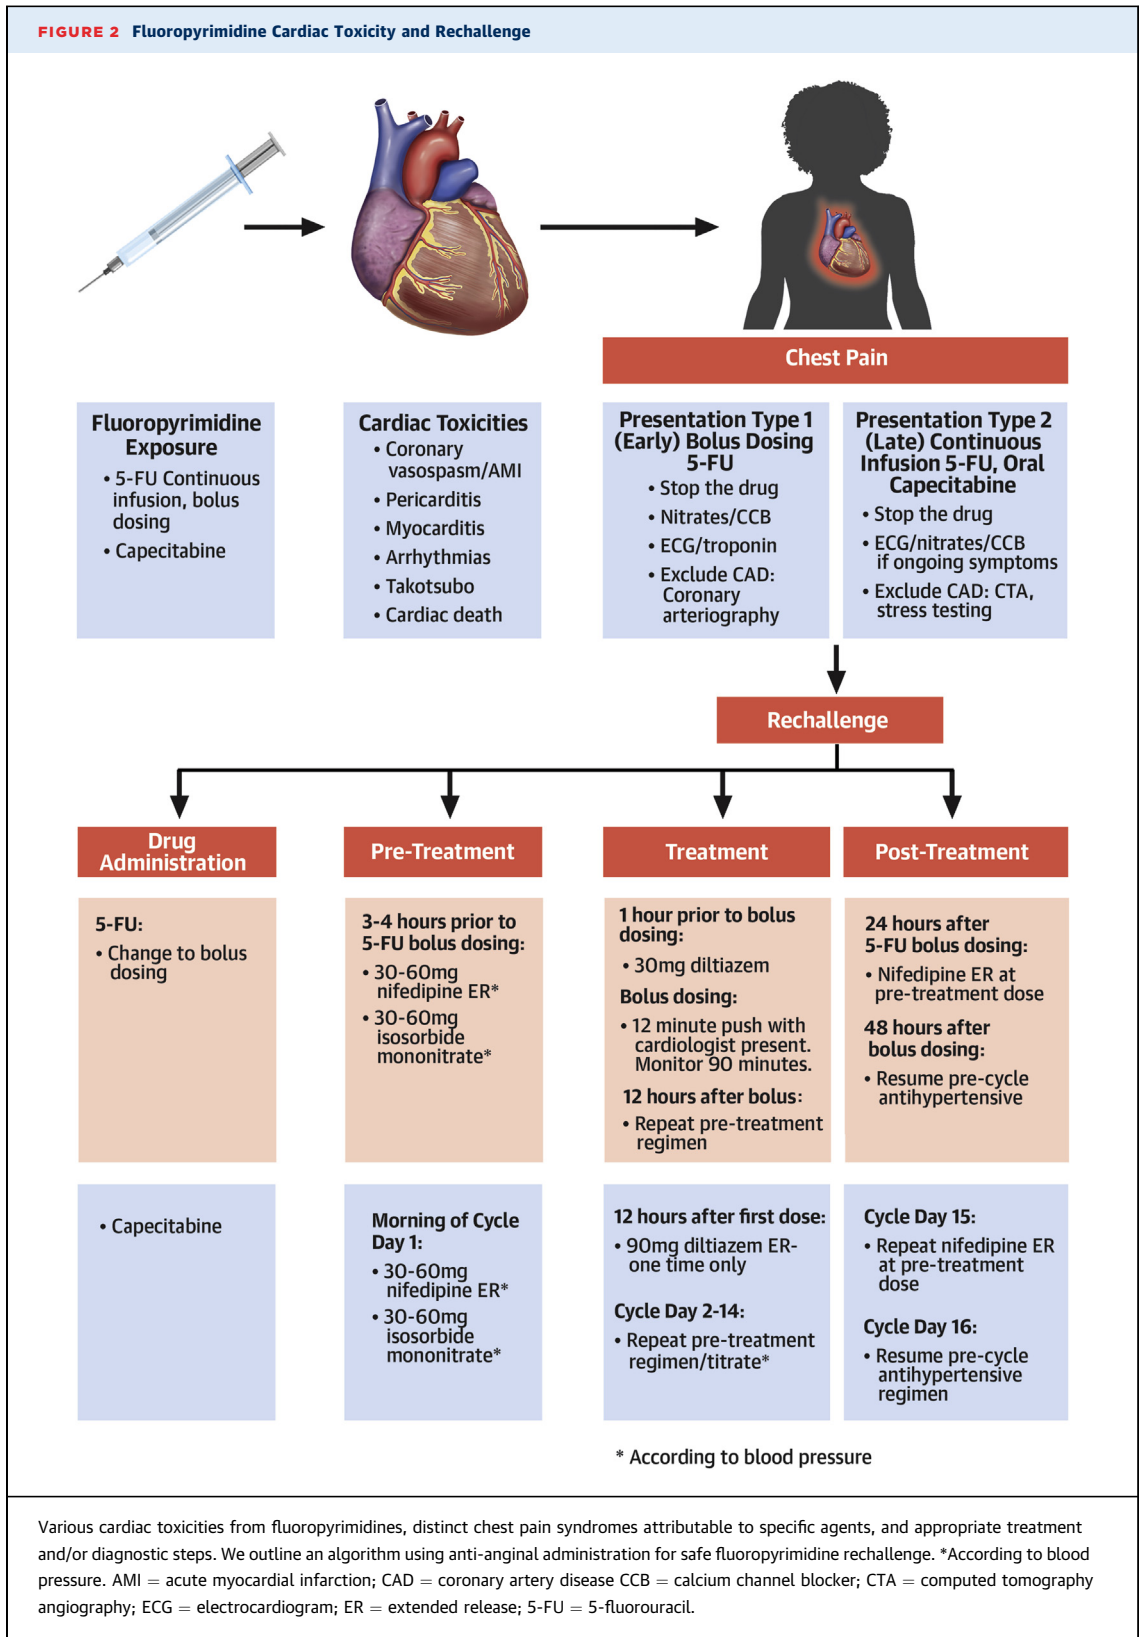 FIGURE 2 Fluoropyrimidine Cardiac Toxicity and Rechallenge
Chest Pain
Fluoropyrimidine
Exposure
• 5-FU Continuous
infusion, bolus
dosing
• Capecitabine
Cardiac Toxicities
• Coronary
vasospasm/AMI
• Pericarditis
• Myocarditis
• Arrhythmias
• Takotsubo
• Cardiac death
Presentation Type 1
(Early) Bolus Dosing
5-FU
• Stop the drug
• Nitrates/CCB
• ECG/troponin
• Exclude CAD:
Coronary
arteriography
Presentation Type 2
(Late) Continuous
Infusion 5-FU, Oral
Capecitabine
• Stop the drug
• ECG/nitrates/CCB
if ongoing symptoms
• Exclude CAD: CTA,
stress testing
Rechallenge
Drug
Administration
Pre-Treatment
Treatment
Post-Treatment
5-FU:
• Change to bolus
dosing
3-4 hours prior to
5-FU bolus dosing:
• 30-60mg
nifedipine ER*
• 30-60mg
isosorbide
mononitrate*
1 hour prior to bolus
dosing:
• 30mg diltiazem
Bolus dosing:
• 12 minute push with
cardiologist present.
Monitor 90 minutes.
12 hours after bolus:
• Repeat pre-treatment
regimen
24 hours after
5-FU bolus dosing:
• Nifedipine ER at
pre-treatment dose
48 hours after
bolus dosing:
• Resume pre-cycle
antihypertensive
• Capecitabine
Morning of Cycle
Day 1:
• 30-60mg
nifedipine ER*
• 30-60mg
isosorbide
mononitrate*
12 hours after first dose:
• 90mg diltiazem ER-
one time only
Cycle Day 2-14:
• Repeat pre-treatment
regimen/titrate*
Cycle Day 15:
• Repeat nifedipine ER
at pre-treatment
dose
Cycle Day 16:
• Resume pre-cycle
antihypertensive
regimen
* According to blood pressure
Various cardiac toxicities from fluoropyrimidines, distinct chest pain syndromes attributable to specific agents, and appropriate treatment
and/or diagnostic steps. We outline an algorithm using anti-anginal administration for safe fluoropyrimidine rechallenge. *According to blood
pressure. AMI = acute myocardial infarction; CAD = coronary artery disease CCB = calcium channel blocker; CTA = computed tomography
angiography; ECG = electrocardiogram; ER = extended release; 5-FU = 5-fluorouracil.